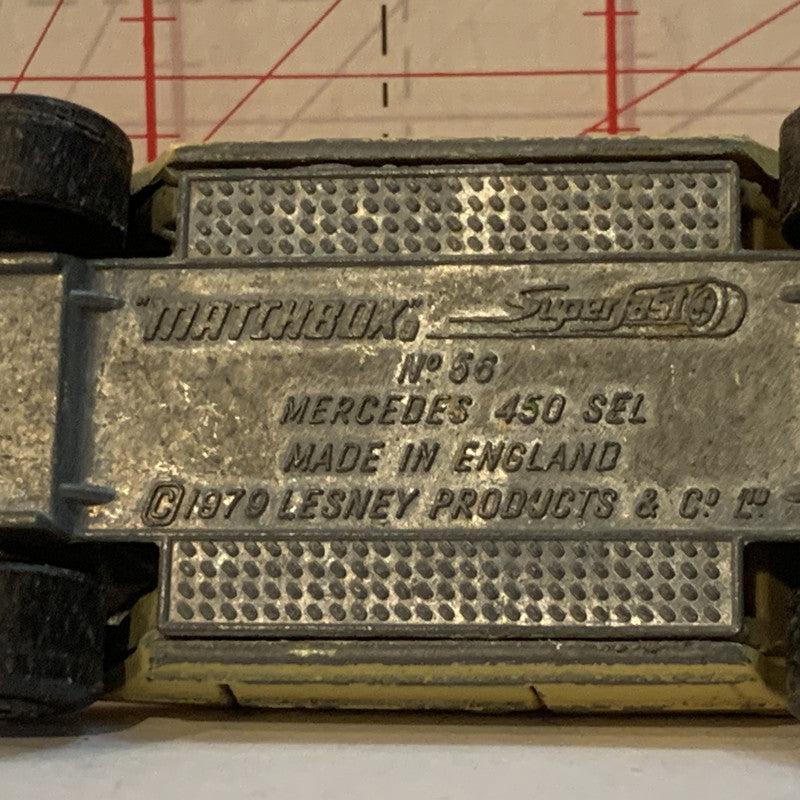 "MATCHBOX" Superfast
Nº 56
MERCEDES 450 SEL
MADE IN ENGLAND
©1979 LESNEY PRODUCTS & Cº LTD